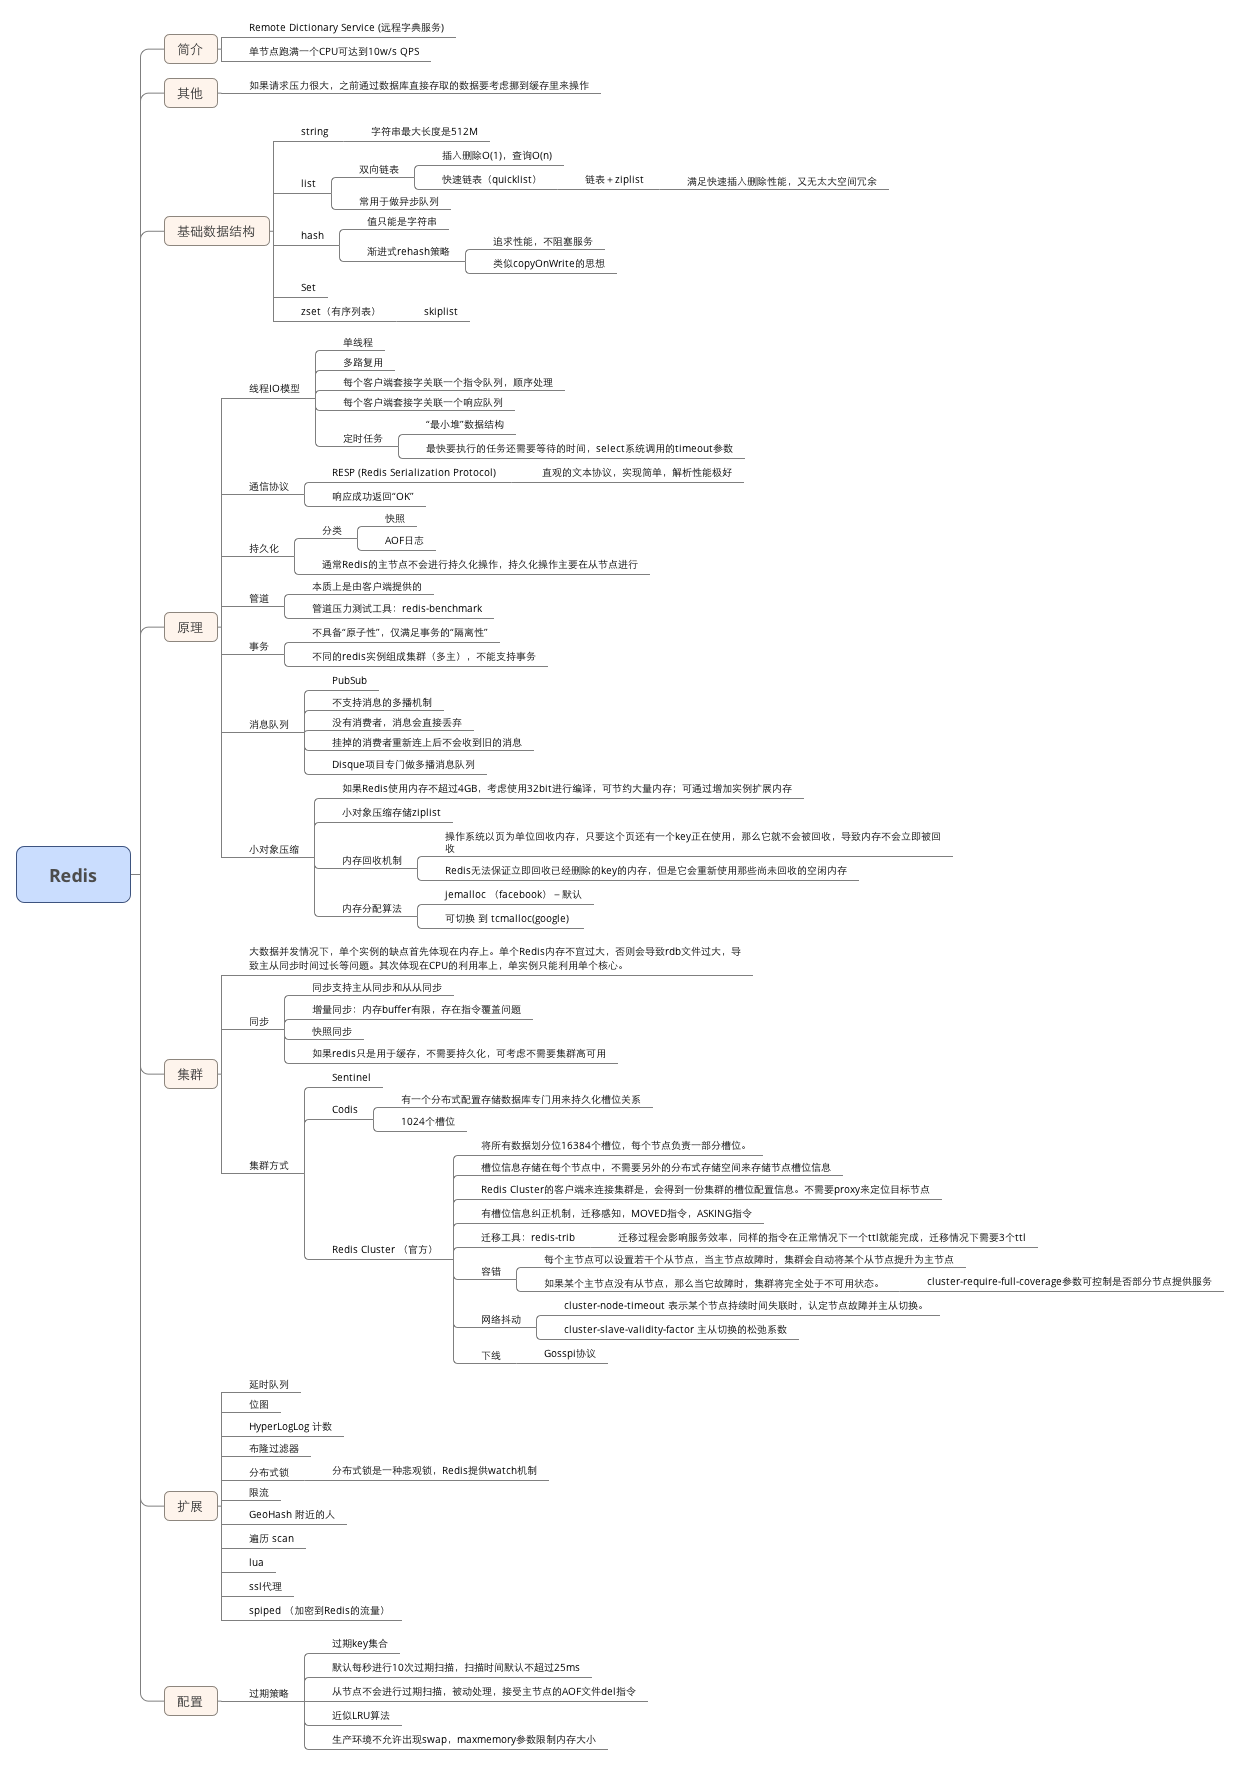 Redis
简介
Remote Dictionary Service (远程字典服务)
单节点跑满一个CPU可达到10w/s QPS
其他
如果请求压力很大，之前通过数据库直接存取的数据要考虑挪到缓存里来操作
基础数据结构
string
字符串最大长度是512M
list
双向链表
插入删除O(1)，查询O(n)
快速链表（quicklist）
链表＋ziplist
满足快速插入删除性能，又无太大空间冗余
常用于做异步队列
hash
值只能是字符串
渐进式rehash策略
追求性能，不阻塞服务
类似copyOnWrite的思想
Set
zset（有序列表）
skiplist
原理
线程IO模型
单线程
多路复用
每个客户端套接字关联一个指令队列，顺序处理
每个客户端套接字关联一个响应队列
定时任务
“最小堆”数据结构
最快要执行的任务还需要等待的时间，select系统调用的timeout参数
通信协议
RESP (Redis Serialization Protocol)
直观的文本协议，实现简单，解析性能极好
响应成功返回“OK”
持久化
分类
快照
AOF日志
通常Redis的主节点不会进行持久化操作，持久化操作主要在从节点进行
管道
本质上是由客户端提供的
管道压力测试工具：redis-benchmark
事务
不具备“原子性”，仅满足事务的“隔离性”
不同的redis实例组成集群（多主），不能支持事务
消息队列
PubSub
不支持消息的多播机制
没有消费者，消息会直接丢弃
挂掉的消费者重新连上后不会收到旧的消息
Disque项目专门做多播消息队列
小对象压缩
如果Redis使用内存不超过4GB，考虑使用32bit进行编译，可节约大量内存；可通过增加实例扩展内存
小对象压缩存储ziplist
内存回收机制
操作系统以页为单位回收内存，只要这个页还有一个key正在使用，那么它就不会被回收，导致内存不会立即被回
收
Redis无法保证立即回收已经删除的key的内存，但是它会重新使用那些尚未回收的空闲内存
内存分配算法
jemalloc （facebook）－默认
可切换 到 tcmalloc(google)
集群
大数据并发情况下，单个实例的缺点首先体现在内存上。单个Redis内存不宜过大，否则会导致rdb文件过大，导
致主从同步时间过长等问题。其次体现在CPU的利用率上，单实例只能利用单个核心。
同步
同步支持主从同步和从从同步
增量同步：内存buffer有限，存在指令覆盖问题
快照同步
如果redis只是用于缓存，不需要持久化，可考虑不需要集群高可用
集群方式
Sentinel
Codis
有一个分布式配置存储数据库专门用来持久化槽位关系
1024个槽位
Redis Cluster （官方）
将所有数据划分位16384个槽位，每个节点负责一部分槽位。
槽位信息存储在每个节点中，不需要另外的分布式存储空间来存储节点槽位信息
Redis Cluster的客户端来连接集群是，会得到一份集群的槽位配置信息。不需要proxy来定位目标节点
有槽位信息纠正机制，迁移感知，MOVED指令，ASKING指令
迁移工具：redis-trib
迁移过程会影响服务效率，同样的指令在正常情况下一个ttl就能完成，迁移情况下需要3个ttl
容错
每个主节点可以设置若干个从节点，当主节点故障时，集群会自动将某个从节点提升为主节点
如果某个主节点没有从节点，那么当它故障时，集群将完全处于不可用状态。
cluster-require-full-coverage参数可控制是否部分节点提供服务
网络抖动
cluster-node-timeout 表示某个节点持续时间失联时，认定节点故障并主从切换。
cluster-slave-validity-factor 主从切换的松弛系数
下线
Gosspi协议
扩展
延时队列
位图
HyperLogLog 计数
布隆过滤器
分布式锁
分布式锁是一种悲观锁，Redis提供watch机制
限流
GeoHash 附近的人
遍历 scan
lua
ssl代理
spiped （加密到Redis的流量）
配置
过期策略
过期key集合
默认每秒进行10次过期扫描，扫描时间默认不超过25ms
从节点不会进行过期扫描，被动处理，接受主节点的AOF文件del指令
近似LRU算法
生产环境不允许出现swap，maxmemory参数限制内存大小